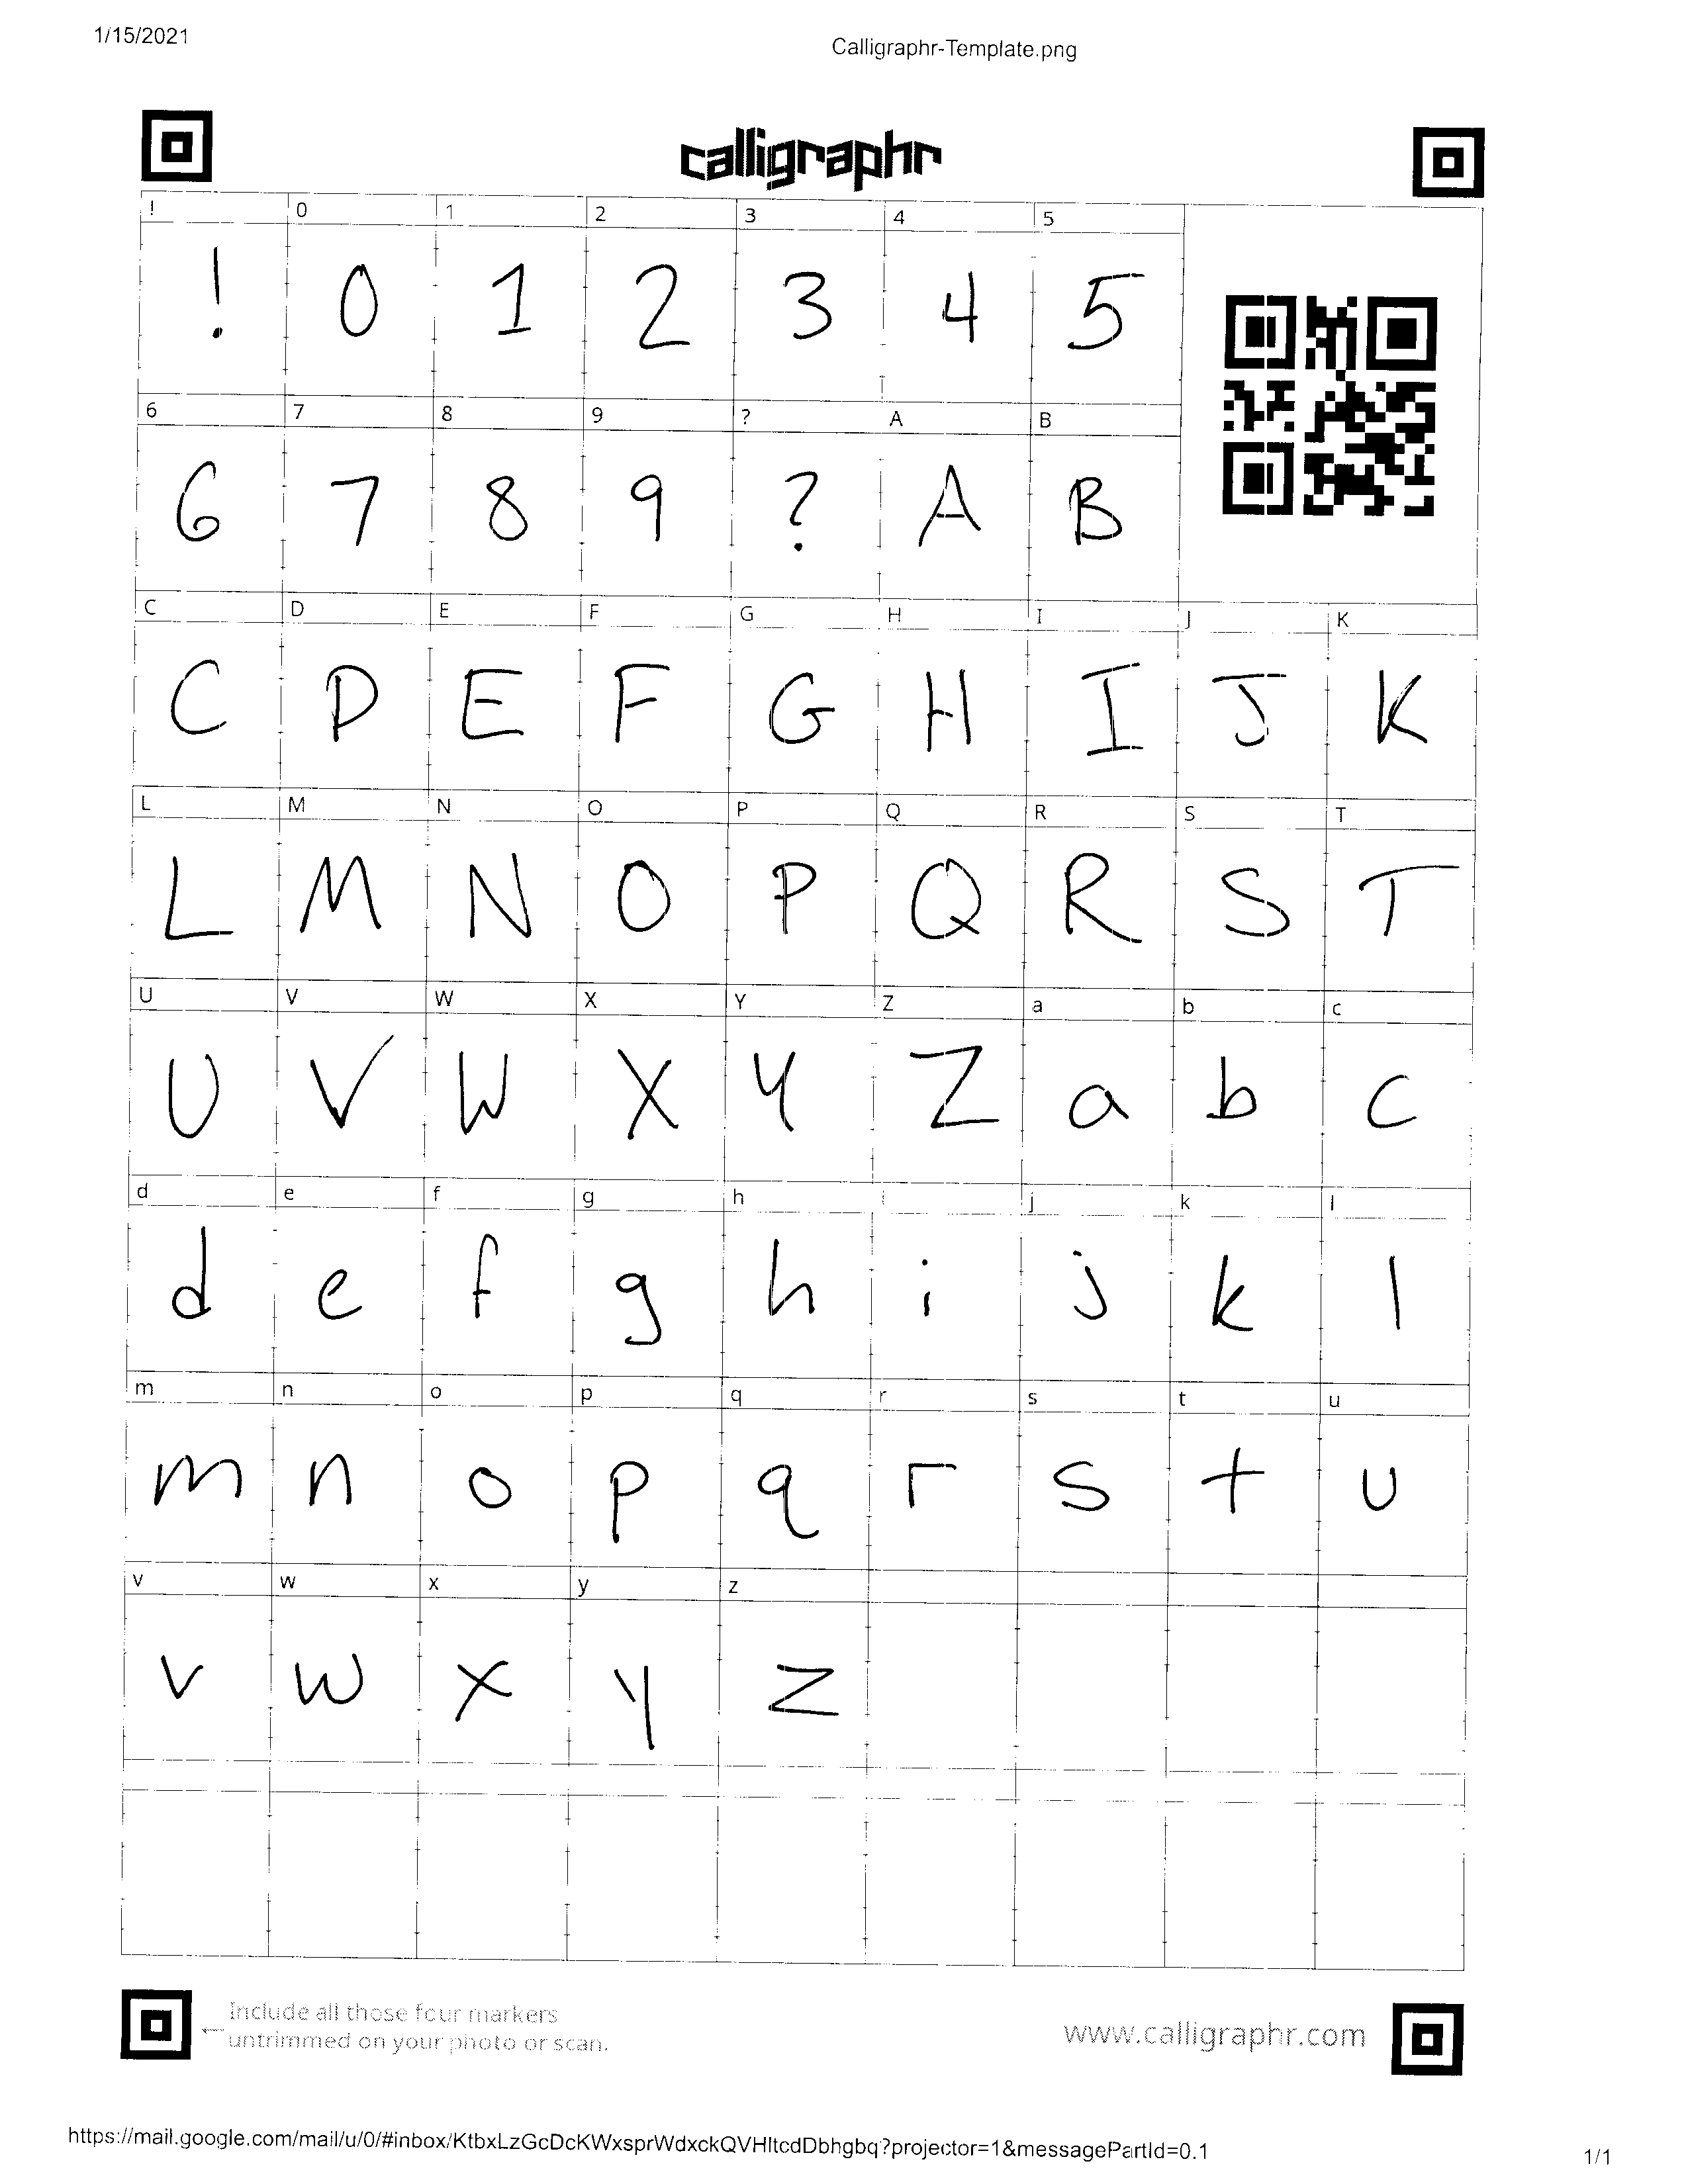 1/15/2021 Calligraphr-Template.png
calligraphr
! 0 1 2 3 4 5
! 0 1 2 3 4 5
6 7 8 9 ? A B
6 7 8 9 ? A B
C D E F G H I J K
C D E F G H I J K
L M N O P Q R S T
L M N O P Q R S T
U V W X Y Z a b c
U V W X Y Z a b c
d e f g h j k l
d e f g h i j k l
m n o p q r s t u
m n o p q r s t u
v w x y z
v w x y z
← Include all those four markers
untrimmed on your photo or scan.
www.calligraphr.com
https://mail.google.com/mail/u/0/#inbox/KtbxLzGcDcKWxsprWdxckQVHltcdDbhgbq?projector=1&messagePartId=0.1 1/1